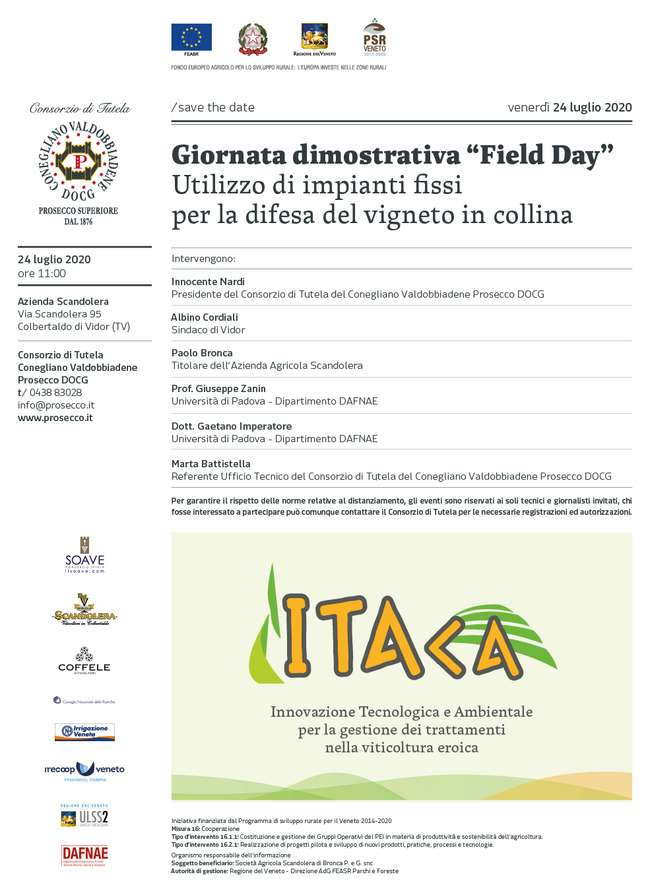 FEASR
REGIONE DEL VENETO
PSR
VENETO
FONDO EUROPEO AGRICOLO PER LO SVILUPPO RURALE: L'EUROPA INVESTE NELLE ZONE RURALI
Consorzio di Tutela
CONEGLIANO VALDOBBIADENE
P
DOCG
PROSECCO SUPERIORE
DAL 1876
/save the date
venerdì 24 luglio 2020
Giornata dimostrativa “Field Day”
Utilizzo di impianti fissi
per la difesa del vigneto in collina
24 luglio 2020
ore 11:00
Azienda Scandolera
Via Scandolera 95
Colbertaldo di Vidor (TV)
Consorzio di Tutela
Conegliano Valdobbiadene
Prosecco DOCG
t/ 0438 83028
info@prosecco.it
www.prosecco.it
Intervengono:
Innocente Nardi
Presidente del Consorzio di Tutela del Conegliano Valdobbiadene Prosecco DOCG
Albino Cordiali
Sindaco di Vidor
Paolo Bronca
Titolare dell'Azienda Agricola Scandolera
Prof. Giuseppe Zanin
Università di Padova - Dipartimento DAFNAE
Dott. Gaetano Imperatore
Università di Padova - Dipartimento DAFNAE
Marta Battistella
Referente Ufficio Tecnico del Consorzio di Tutela del Conegliano Valdobbiadene Prosecco DOCG
Per garantire il rispetto delle norme relative al distanziamento, gli eventi sono riservati ai soli tecnici e giornalisti invitati, chi
fosse interessato a partecipare può comunque contattare il Consorzio di Tutela per le necessarie registrazioni ed autorizzazioni.
SOAVE
ilsoave.com
SCANDOLERA
COFFELE
Consiglio Nazionale delle Ricerche
Irrigazione
Veneta
irecoop veneto
REGIONE DEL VENETO
ULSS2
DAFNAE
ITACA
Innovazione Tecnologica e Ambientale
per la gestione dei trattamenti
nella viticoltura eroica
Iniziativa finanziata dal Programma di sviluppo rurale per il Veneto 2014-2020
Misura 16: Cooperazione
Tipo d'intervento 16.1.1: Costituzione e gestione dei Gruppi Operativi del PEI in materia di produttività e sostenibilità dell'agricoltura.
Tipo d'intervento 16.2.1: Realizzazione di progetti pilota e sviluppo di nuovi prodotti, pratiche, processi e tecnologie.
Organismo responsabile dell'informazione
Soggetto beneficiario: Società Agricola Scandolera di Bronca P. e G. snc
Autorità di gestione: Regione del Veneto - Direzione AdG FEASR Parchi e Foreste